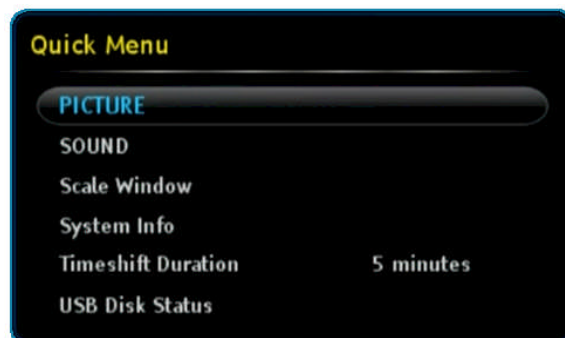 Quick Menu
PICTURE
SOUND
Scale Window
System Info
Timeshift Duration 5 minutes
USB Disk Status